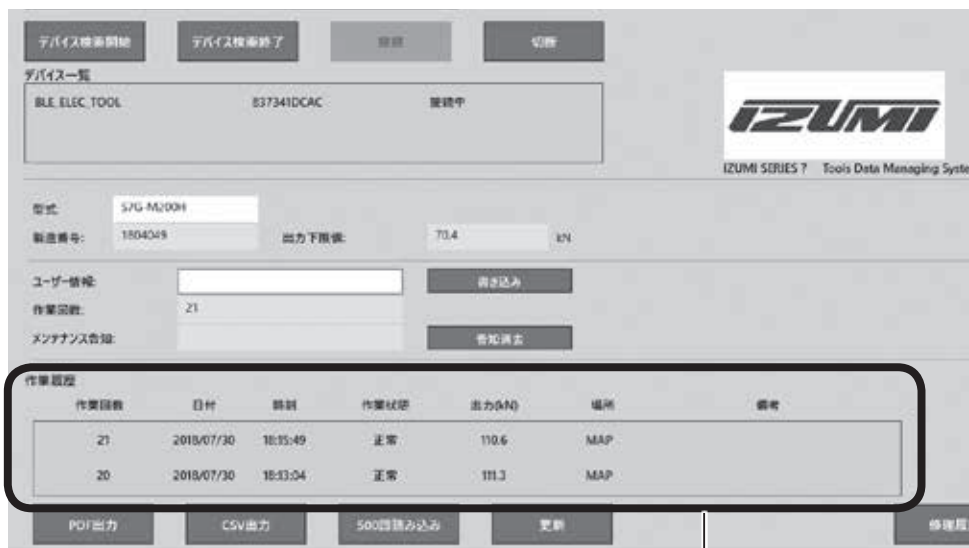 デバイス検索開始 デバイス検索終了 接続 切断
デバイス一覧
BLE_ELEC_TOOL 837341DCAC 接続中
IZUMI
IZUMI SERIES 7 Tools Data Managing Syste
型式: S7G-M200H
製造番号: 1804049 出力下限値: 70.4 kN
ユーザー情報: 書き込み
作業回数: 21
メンテナンス告知: 告知消去
作業履歴
作業回数 日付 時刻 作業状態 出力(kN) 場所 備考
21 2018/07/30 18:15:49 正常 110.6 MAP
20 2018/07/30 18:13:04 正常 111.3 MAP
PDF出力 CSV出力 500回読み込み 更新 修理履